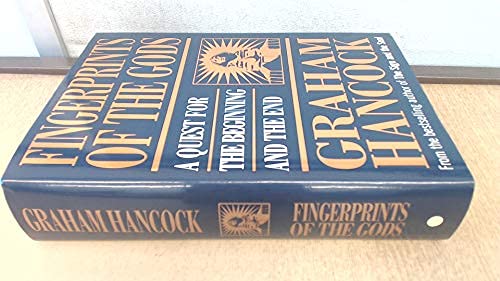 FINGERPRINTS
OF THE GODS
A QUEST FOR
THE BEGINNING
AND THE END
GRAHAM
HANCOCK
From the bestselling author of The Sign and the Seal
GRAHAM HANCOCK
FINGERPRINTS
OF THE GODS